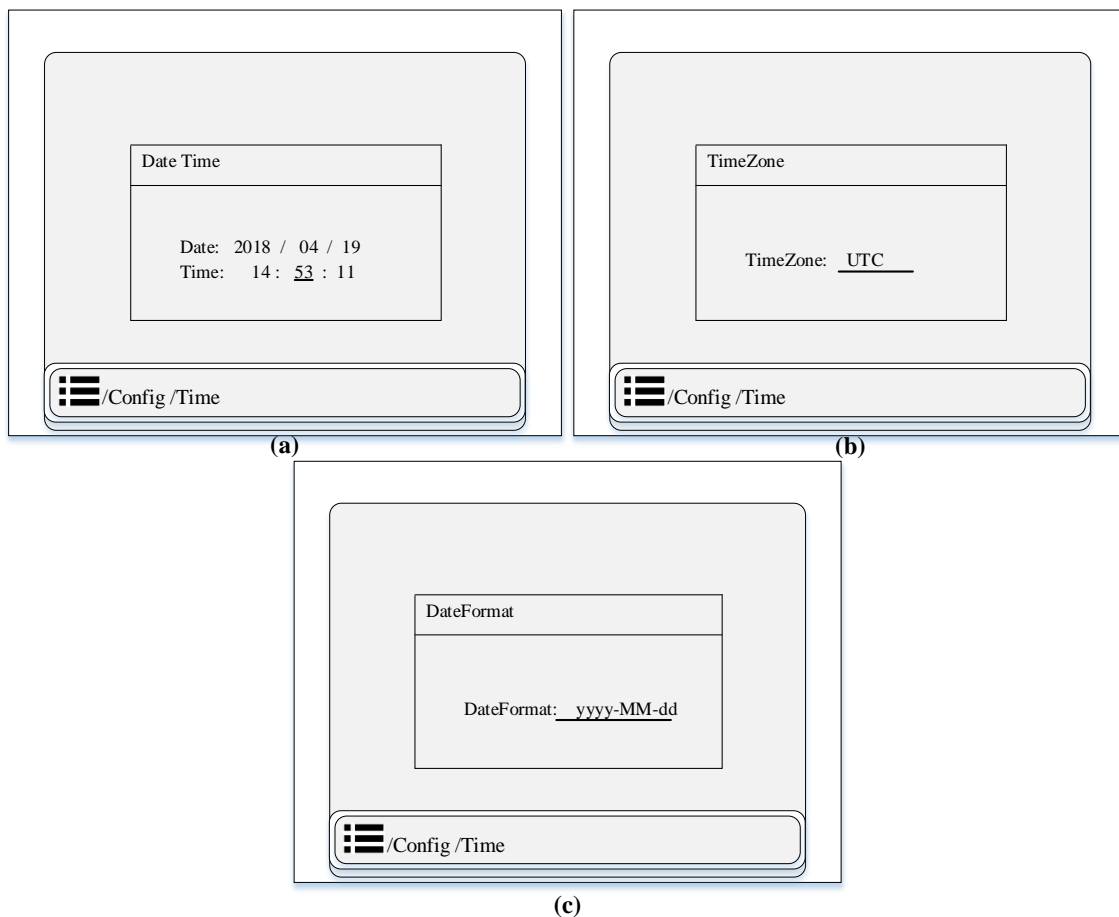 Date Time
Date: 2018 / 04 / 19
Time: 14 : 53 : 11
/Config /Time
(a)
TimeZone
TimeZone: UTC
/Config /Time
(b)
DateFormat
DateFormat: yyyy-MM-dd
/Config /Time
(c)